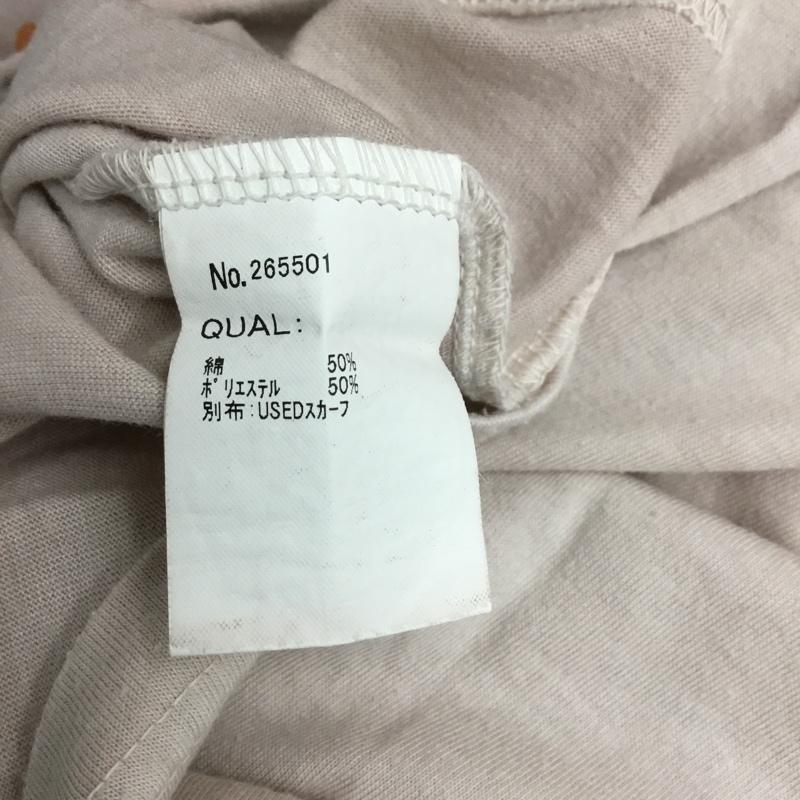 No.265501
QUAL:
綿 50%
ポリエステル 50%
別布:USEDスカーフ